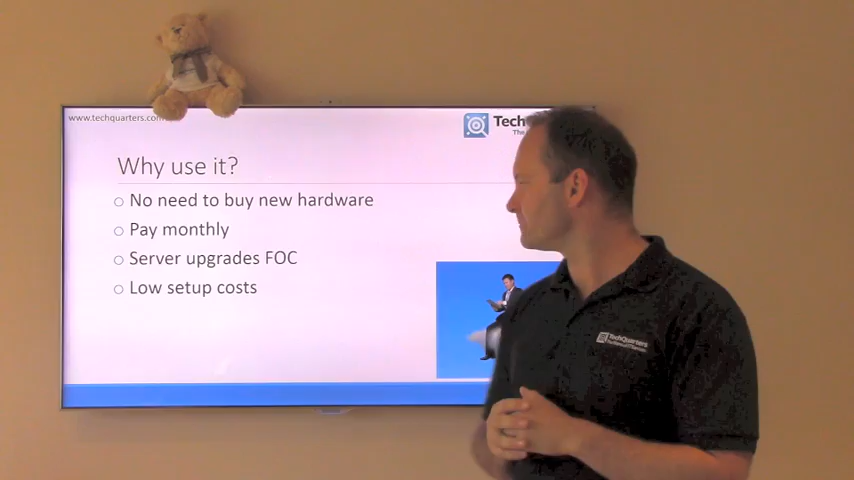 www.techquarters.com
Tech
The
Why use it?
No need to buy new hardware
Pay monthly
Server upgrades FOC
Low setup costs
TechQuarters